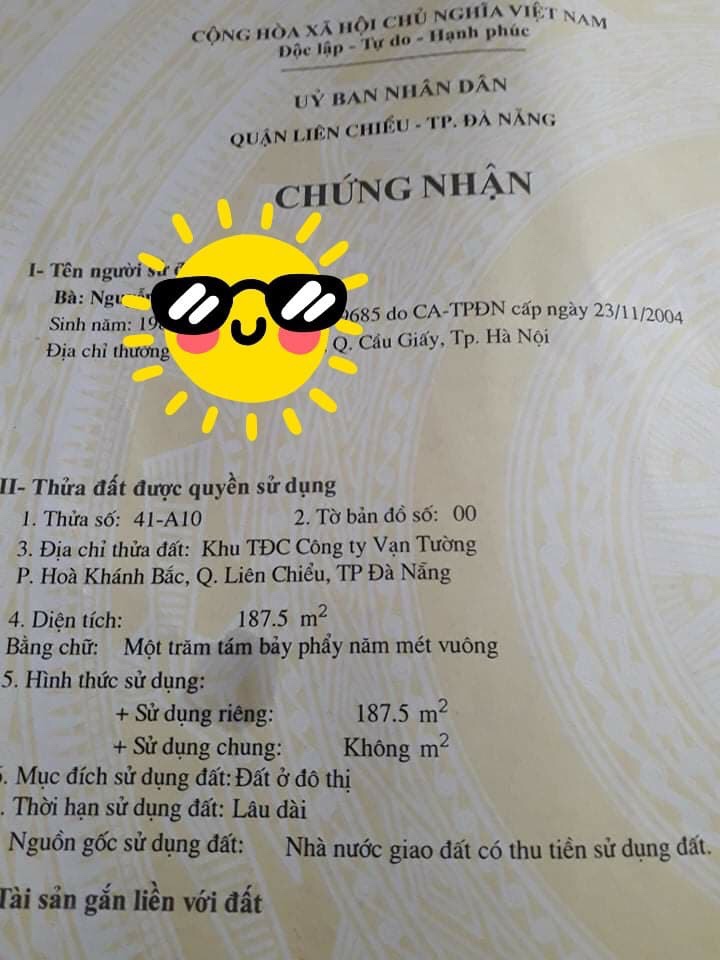 CỘNG HÒA XÃ HỘI CHỦ NGHĨA VIỆT NAM
Độc lập - Tự do - Hạnh phúc
UỶ BAN NHÂN DÂN
QUẬN LIÊN CHIỂU - TP. ĐÀ NẴNG
CHỨNG NHẬN
I- Tên người sử
Bà:
Sinh năm: 9685 do CA-TPĐN cấp ngày 23/11/2004
Địa chỉ thường Q. Cầu Giấy, Tp. Hà Nội
II- Thửa đất được quyền sử dụng
1. Thửa số: 41-A10 2. Tờ bản đồ số: 00
3. Địa chỉ thửa đất: Khu TĐC Công ty Vạn Tường
P. Hoà Khánh Bắc, Q. Liên Chiểu, TP Đà Nẵng
4. Diện tích: 187.5 m²
Bằng chữ: Một trăm tám bảy phẩy năm mét vuông
5. Hình thức sử dụng:
+ Sử dụng riêng: 187.5 m²
+ Sử dụng chung: Không m²
6. Mục đích sử dụng đất: Đất ở đô thị
. Thời hạn sử dụng đất: Lâu dài
Nguồn gốc sử dụng đất: Nhà nước giao đất có thu tiền sử dụng đất.
Tài sản gắn liền với đất